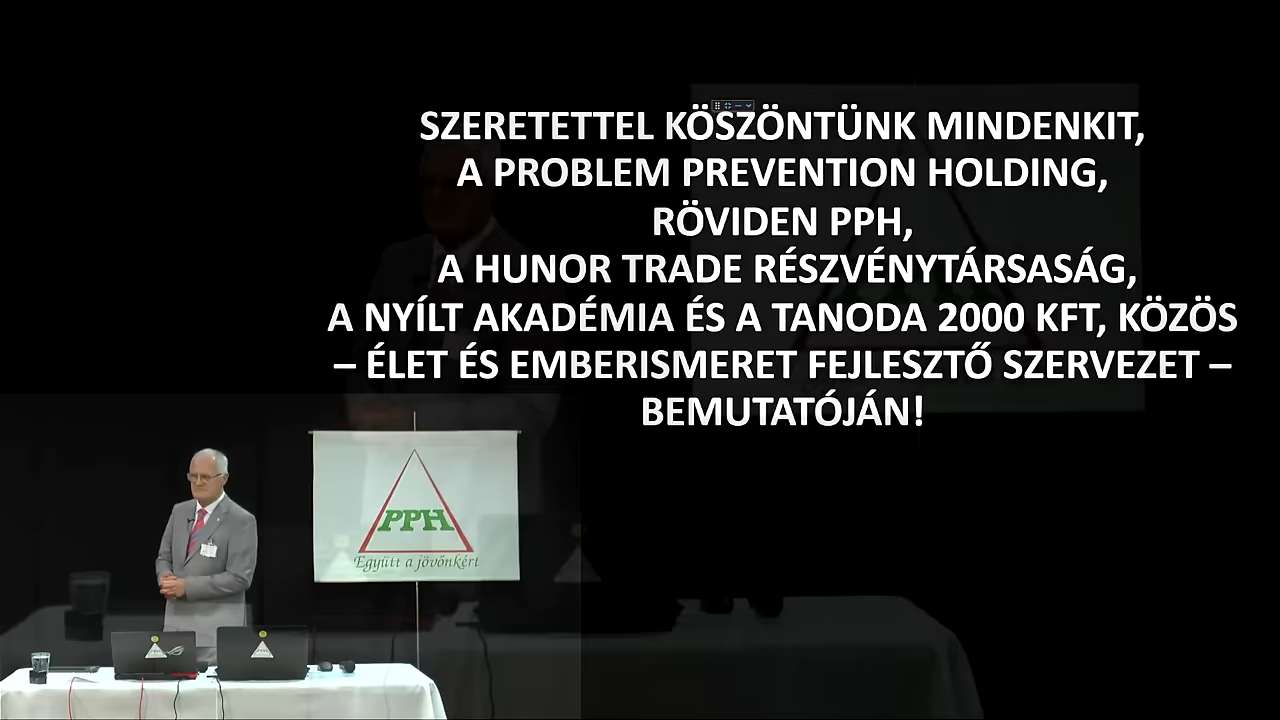 SZERETETTEL KÖSZÖNTÜNK MINDENKIT,
A PROBLEM PREVENTION HOLDING,
RÖVIDEN PPH,
A HUNOR TRADE RÉSZVÉNYTÁRSASÁG,
A NYÍLT AKADÉMIA ÉS A TANODA 2000 KFT, KÖZÖS
– ÉLET ÉS EMBERISMERET FEJLESZTŐ SZERVEZET –
BEMUTATÓJÁN!
PPH
Együtt a jövőnkért